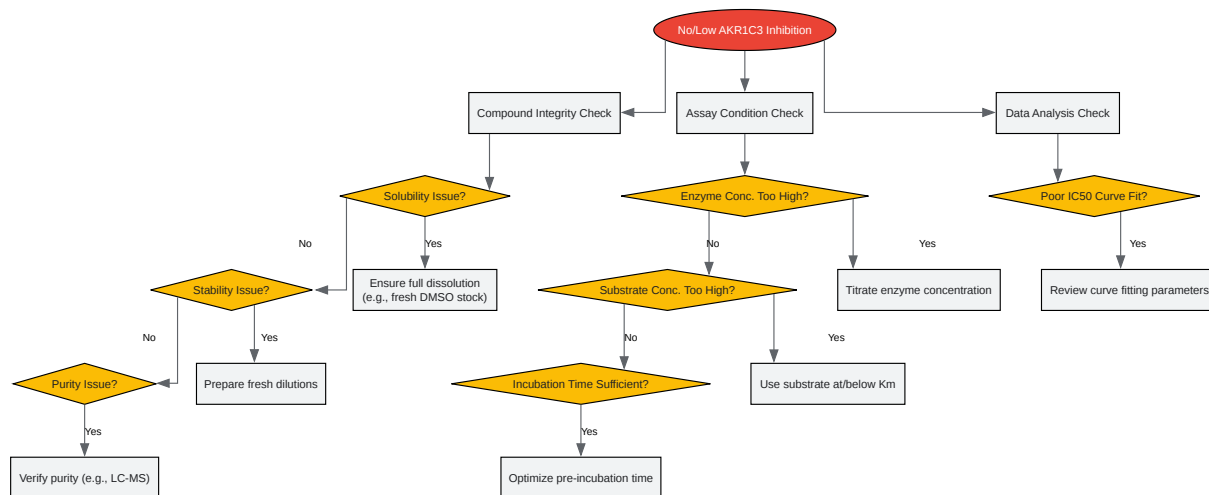 No/Low AKR1C3 Inhibition
Compound Integrity Check
Assay Condition Check
Data Analysis Check
Solubility Issue?
Enzyme Conc. Too High?
Poor IC50 Curve Fit?
No
Yes
No
Yes
Yes
Stability Issue?
Ensure full dissolution
(e.g., fresh DMSO stock)
Substrate Conc. Too High?
Titrate enzyme concentration
Review curve fitting parameters
No
Yes
No
Yes
Purity Issue?
Prepare fresh dilutions
Incubation Time Sufficient?
Use substrate at/below Km
Yes
Yes
Verify purity (e.g., LC-MS)
Optimize pre-incubation time